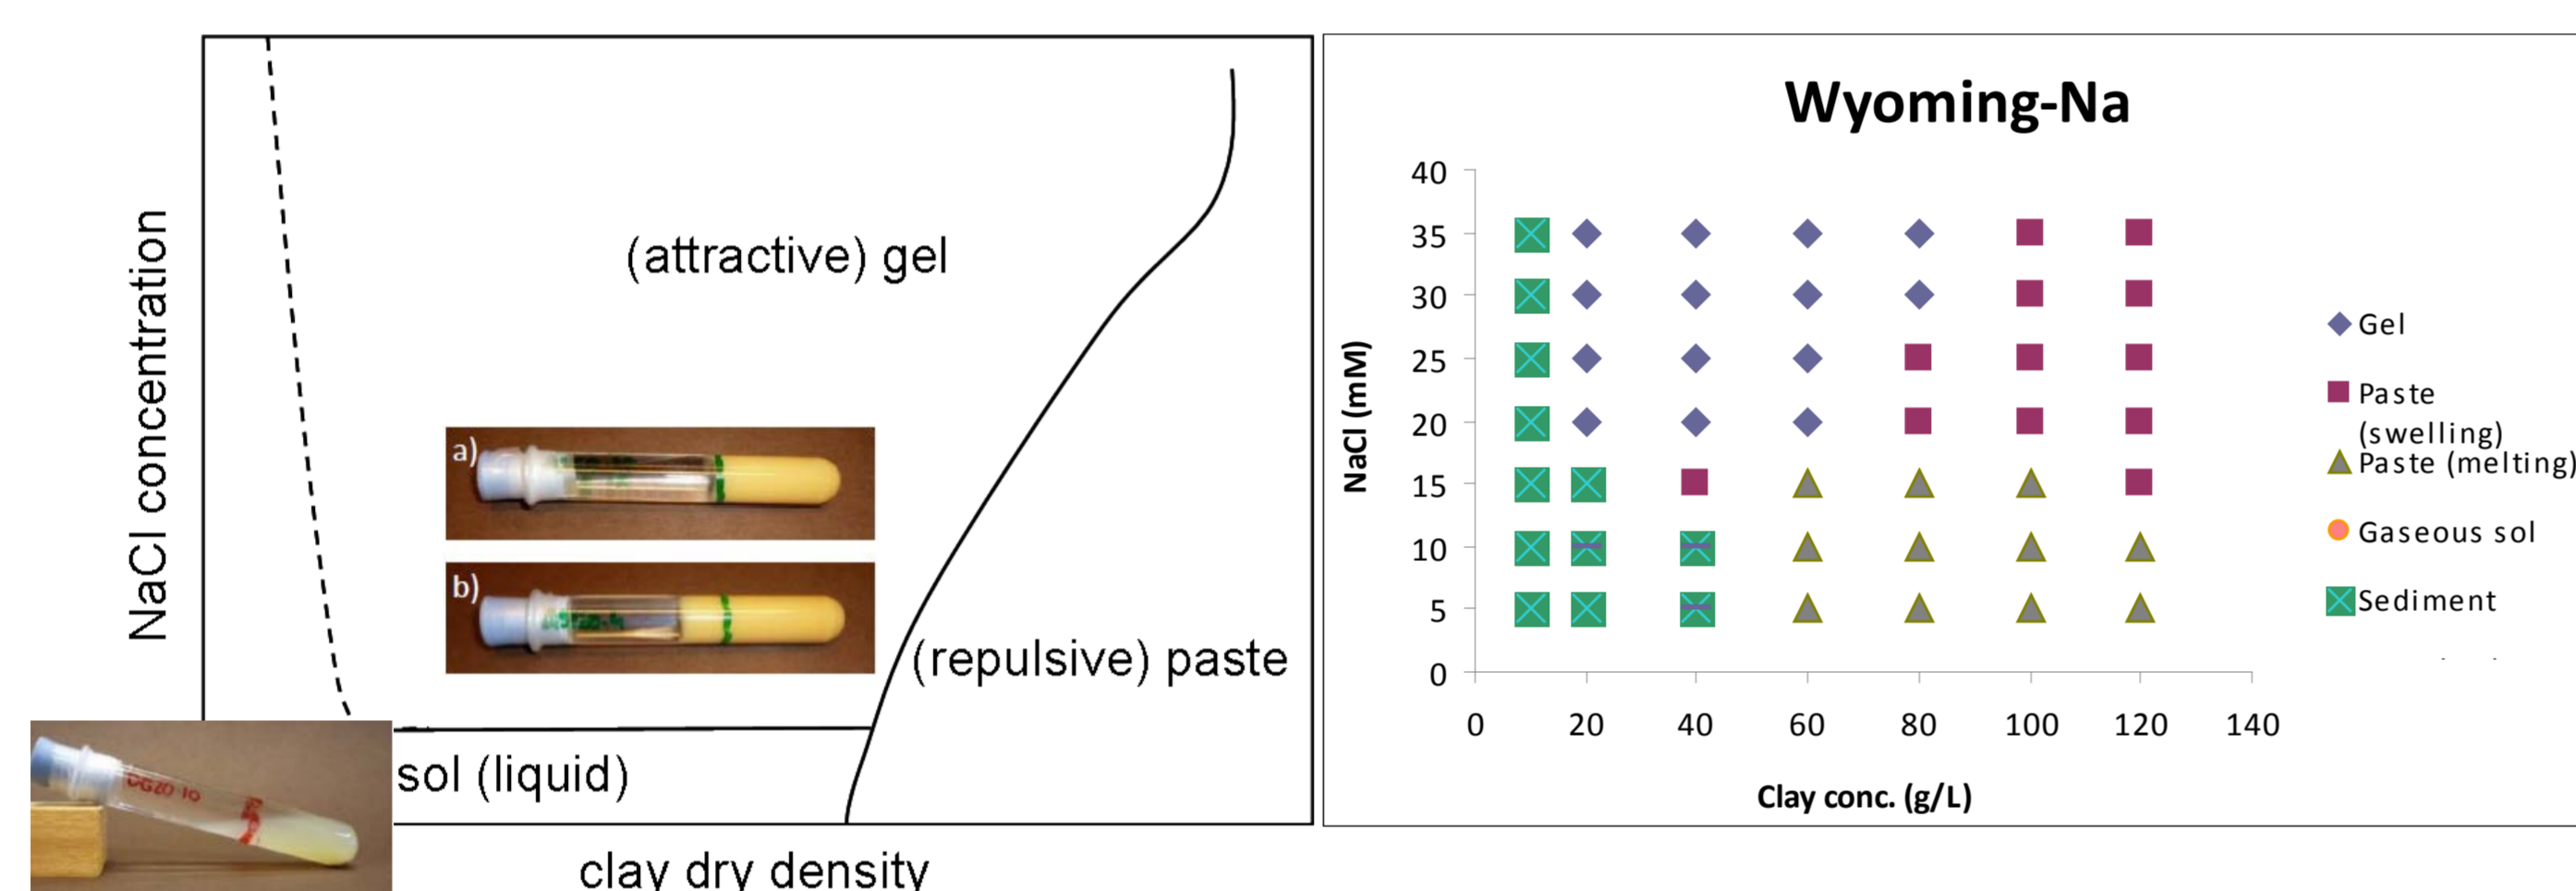 NaCl concentration
(attractive) gel
a)
b)
(repulsive) paste
sol (liquid)
clay dry density
Wyoming-Na
NaCl (mM)
40
35
30
25
20
15
10
5
0
0 20 40 60 80 100 120 140
Clay conc. (g/L)
Gel
Paste
(swelling)
Paste (melting)
Gaseous sol
Sediment